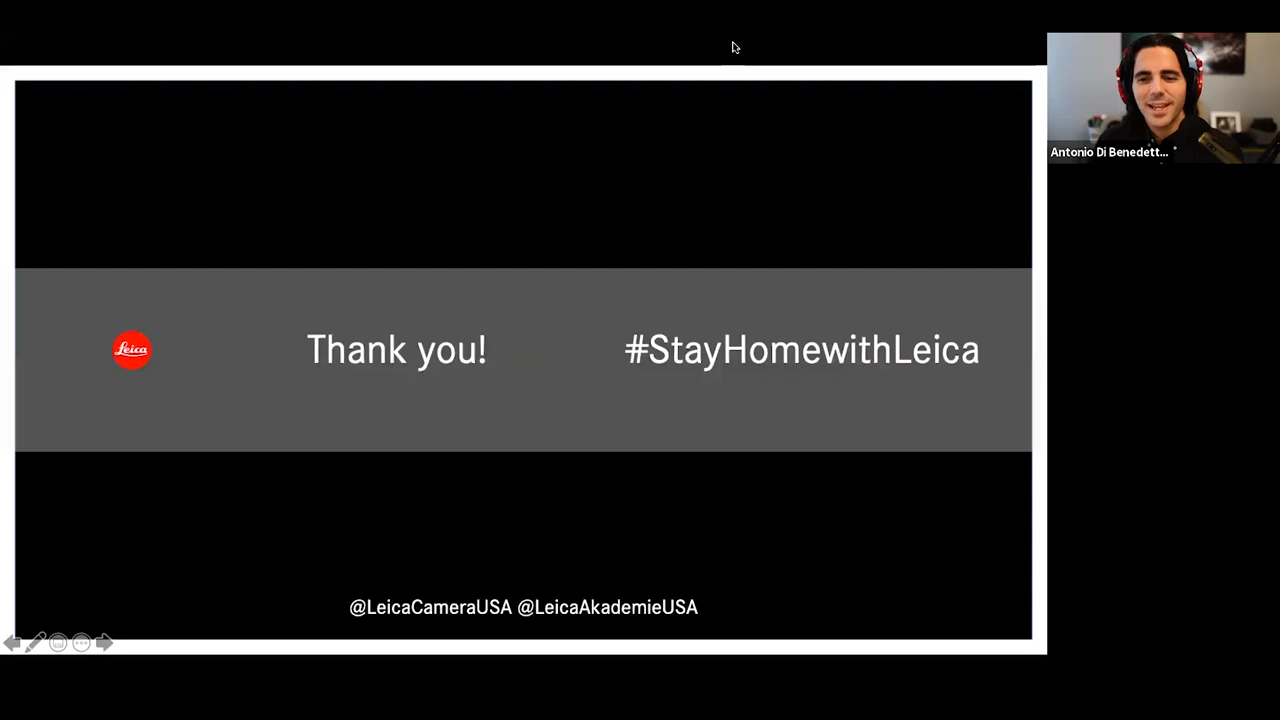 Antonio Di Benedett...
Leica
Thank you!
#StayHomewithLeica
@LeicaCameraUSA @LeicaAkademieUSA